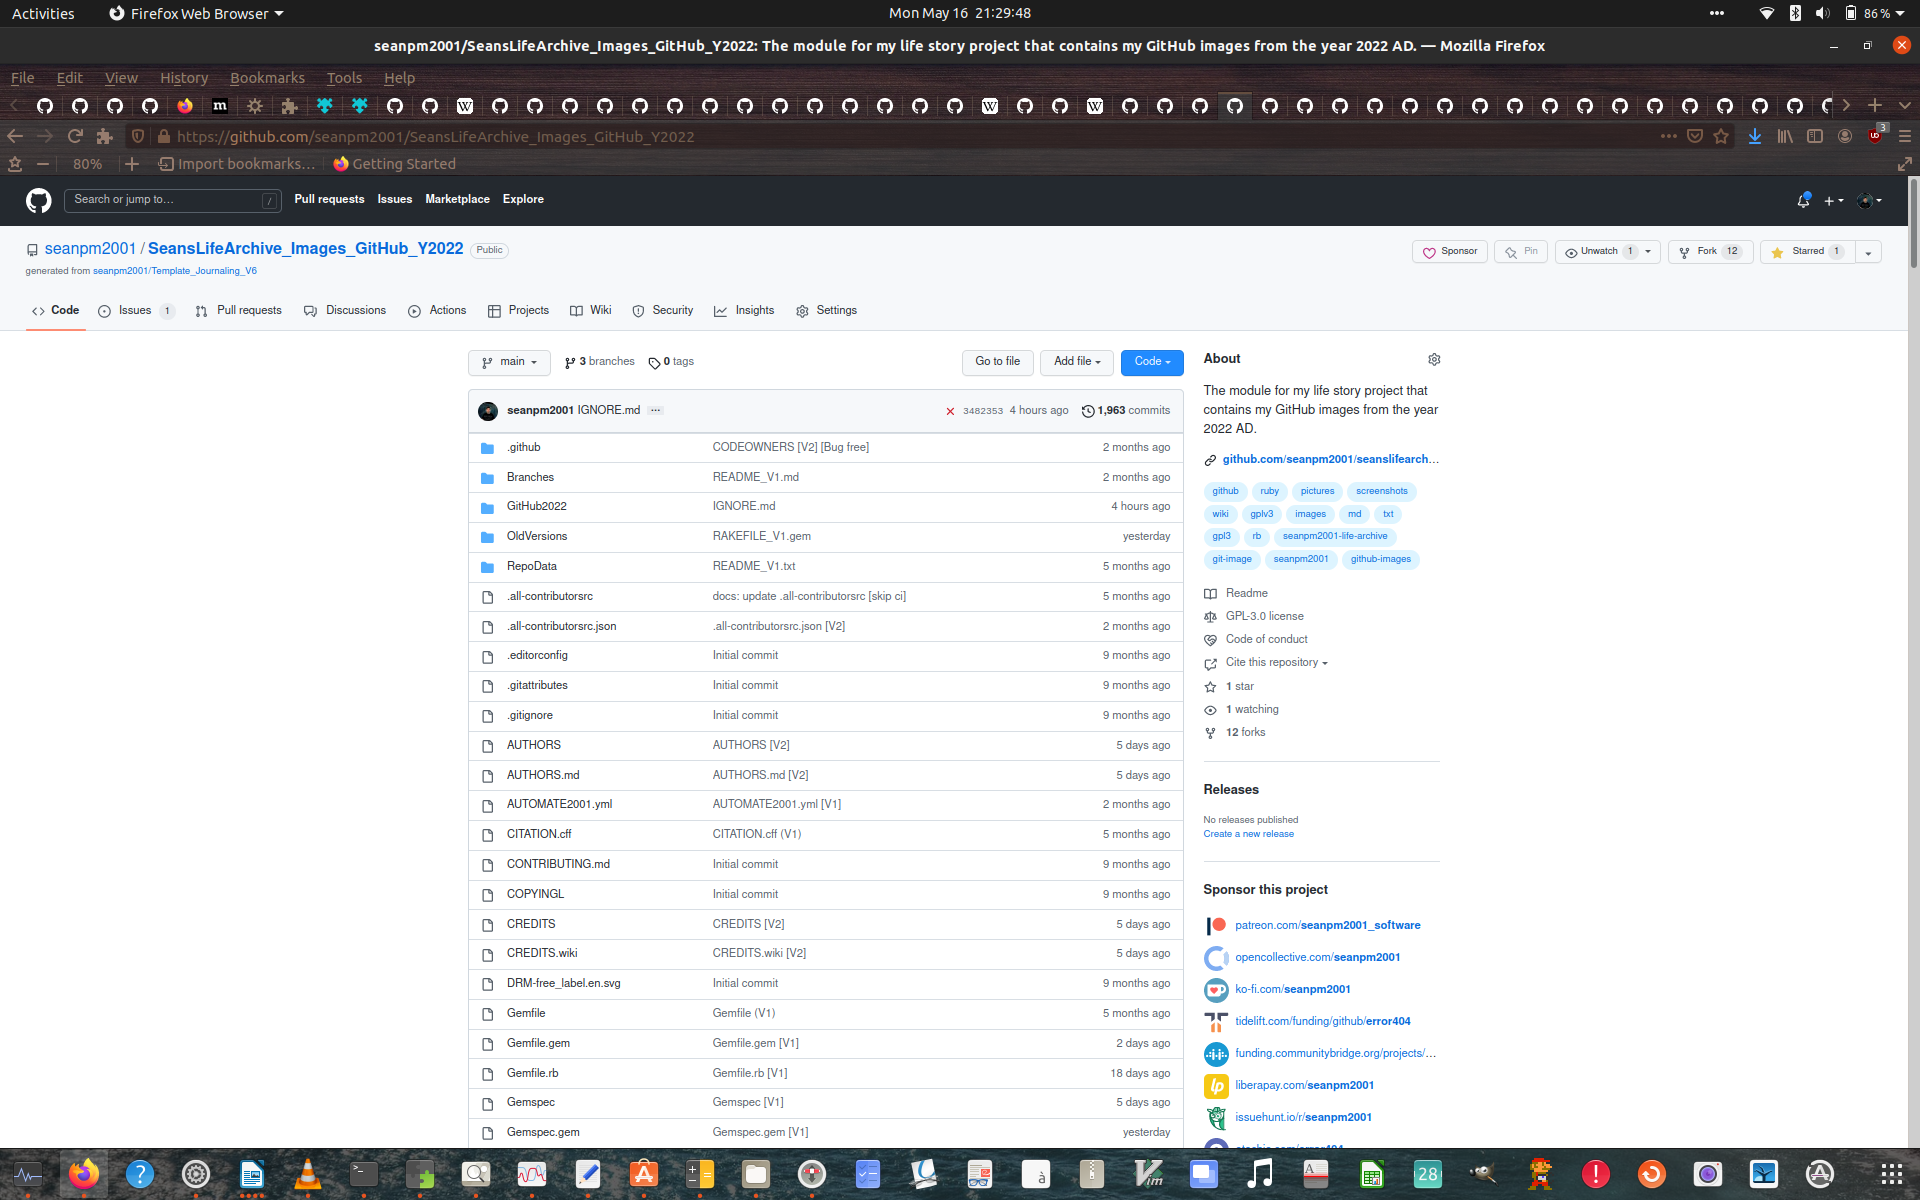 Activities
Firefox Web Browser
Mon May 16 21:29:48
86 %
seanpm2001/SeansLifeArchive_Images_GitHub_Y2022: The module for my life story project that contains my GitHub images from the year 2022 AD. — Mozilla Firefox
File Edit View History Bookmarks Tools Help
https://github.com/seanpm2001/SeansLifeArchive_Images_GitHub_Y2022
3
80%
Import bookmarks...
Getting Started
Search or jump to...
/
Pull requests Issues Marketplace Explore
seanpm2001 / SeansLifeArchive_Images_GitHub_Y2022 Public
generated from seanpm2001/Template_Journaling_V6
Sponsor
Pin
Unwatch 1
Fork 12
Starred 1
Code
Issues 1
Pull requests
Discussions
Actions
Projects
Wiki
Security
Insights
Settings
main
3 branches
0 tags
Go to file
Add file
Code
seanpm2001 IGNORE.md
3482353 4 hours ago
1,963 commits
.github CODEOWNERS [V2] [Bug free] 2 months ago
Branches README_V1.md 2 months ago
GitHub2022 IGNORE.md 4 hours ago
OldVersions RAKEFILE_V1.gem yesterday
RepoData README_V1.txt 5 months ago
.all-contributorsrc docs: update .all-contributorsrc [skip ci] 5 months ago
.all-contributorsrc.json .all-contributorsrc.json [V2] 2 months ago
.editorconfig Initial commit 9 months ago
.gitattributes Initial commit 9 months ago
.gitignore Initial commit 9 months ago
AUTHORS AUTHORS [V2] 5 days ago
AUTHORS.md AUTHORS.md [V2] 5 days ago
AUTOMATE2001.yml AUTOMATE2001.yml [V1] 2 months ago
CITATION.cff CITATION.cff (V1) 5 months ago
CONTRIBUTING.md Initial commit 9 months ago
COPYINGL Initial commit 9 months ago
CREDITS CREDITS [V2] 5 days ago
CREDITS.wiki CREDITS.wiki [V2] 5 days ago
DRM-free_label.en.svg Initial commit 9 months ago
Gemfile Gemfile (V1) 5 months ago
Gemfile.gem Gemfile.gem [V1] 2 days ago
Gemfile.rb Gemfile.rb [V1] 18 days ago
Gemspec Gemspec [V1] 5 days ago
Gemspec.gem Gemspec.gem [V1] yesterday
About
The module for my life story project that
contains my GitHub images from the year
2022 AD.
github.com/seanpm2001/seanslifearch...
github ruby pictures screenshots
wiki gplv3 images md txt
gpl3 rb seanpm2001-life-archive
git-image seanpm2001 github-images
Readme
GPL-3.0 license
Code of conduct
Cite this repository
1 star
1 watching
12 forks
Releases
No releases published
Create a new release
Sponsor this project
patreon.com/seanpm2001_software
opencollective.com/seanpm2001
ko-fi.com/seanpm2001
tidelift.com/funding/github/error404
funding.communitybridge.org/projects/...
liberapay.com/seanpm2001
issuehunt.io/r/seanpm2001
28